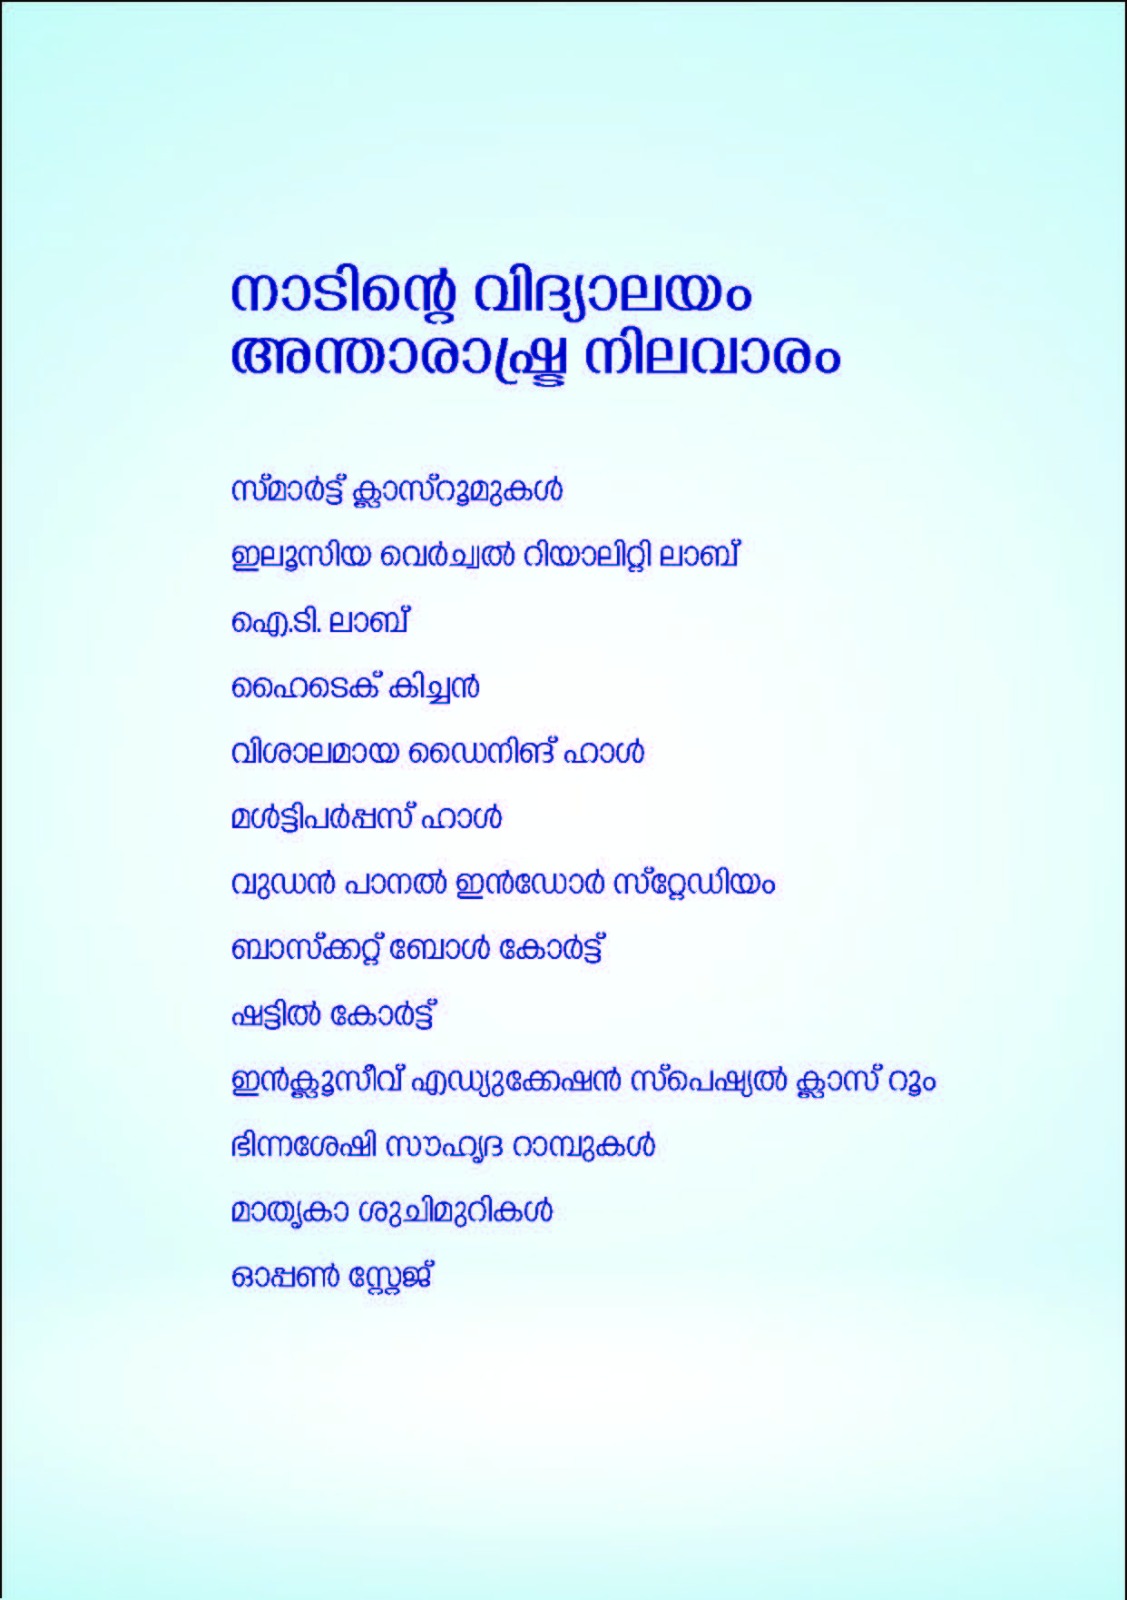 നാടിന്റെ വിദ്യാലയം
അന്താരാഷ്ട്ര നിലവാരം
സ്മാർട്ട് ക്ലാസ്റൂമുകൾ
ഇലൂസിയ വെർച്വൽ റിയാലിറ്റി ലാബ്
ഐ.ടി. ലാബ്
ഹൈടെക് കിച്ചൻ
വിശാലമായ ഡൈനിങ് ഹാൾ
മൾട്ടിപർപ്പസ് ഹാൾ
വുഡൻ പാനൽ ഇൻഡോർ സ്റ്റേഡിയം
ബാസ്ക്കറ്റ് ബോൾ കോർട്ട്
ഷട്ടിൽ കോർട്ട്
ഇൻക്ലൂസീവ് എഡ്യുക്കേഷൻ സ്പെഷ്യൽ ക്ലാസ് റൂം
ഭിന്നശേഷി സൗഹൃദ റാമ്പുകൾ
മാതൃകാ ശുചിമുറികൾ
ഓപ്പൺ സ്റ്റേജ്